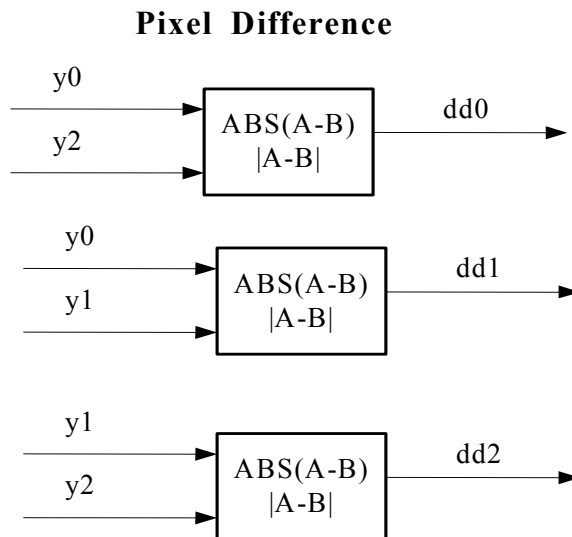 Pixel Difference
y0
y2
ABS(A-B)
|A-B|
dd0
y0
y1
ABS(A-B)
|A-B|
dd1
y1
y2
ABS(A-B)
|A-B|
dd2